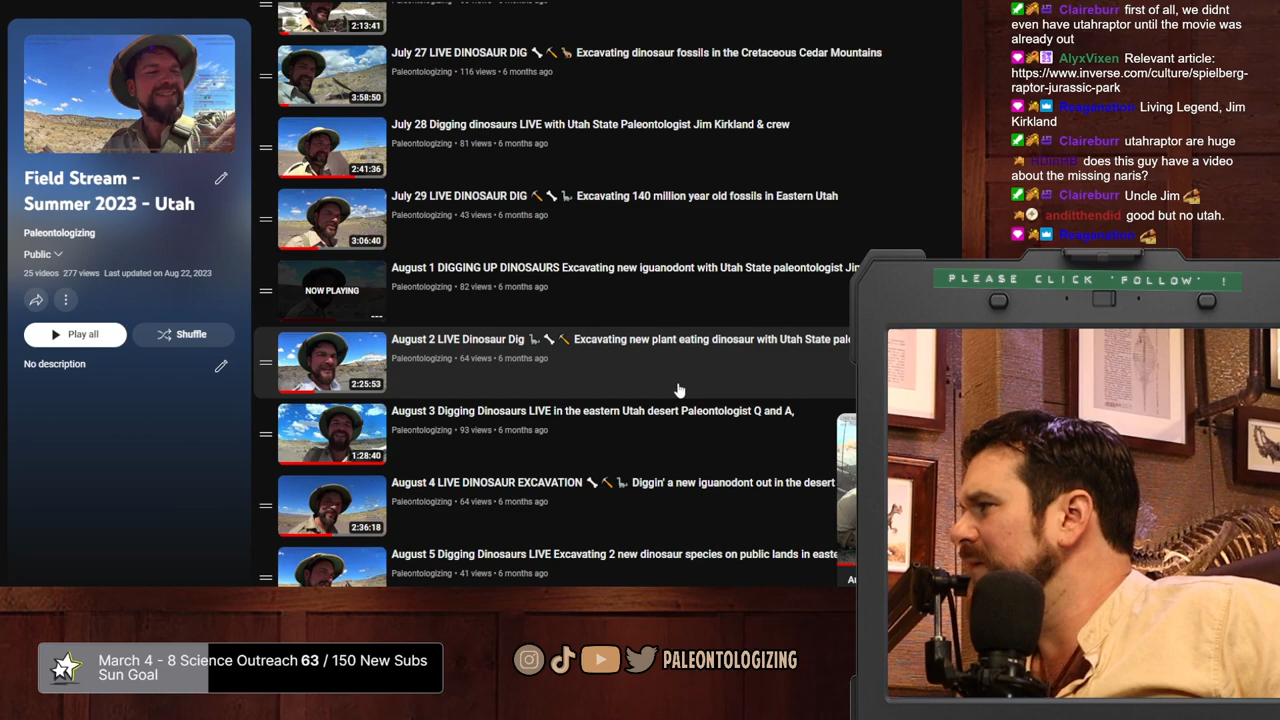 Field Stream -
Summer 2023 - Utah
Paleontologizing
Public
25 videos 277 views Last updated on Aug 22, 2023
Play all
Shuffle
No description
2:13:41
July 27 LIVE DINOSAUR DIG 🦴 ⛏️ 🦕 Excavating dinosaur fossils in the Cretaceous Cedar Mountains
Paleontologizing • 116 views • 6 months ago
3:58:50
July 28 Digging dinosaurs LIVE with Utah State Paleontologist Jim Kirkland & crew
Paleontologizing • 81 views • 6 months ago
2:41:36
July 29 LIVE DINOSAUR DIG ⛏️ 🦴 🦕 Excavating 140 million year old fossils in Eastern Utah
Paleontologizing • 43 views • 6 months ago
3:06:40
August 1 DIGGING UP DINOSAURS Excavating new iguanodont with Utah State paleontologist Jim
Paleontologizing • 82 views • 6 months ago
NOW PLAYING
August 2 LIVE Dinosaur Dig 🦕 🦴 ⛏️ Excavating new plant eating dinosaur with Utah State pale
Paleontologizing • 64 views • 6 months ago
2:25:53
August 3 Digging Dinosaurs LIVE in the eastern Utah desert Paleontologist Q and A,
Paleontologizing • 93 views • 6 months ago
1:28:40
August 4 LIVE DINOSAUR EXCAVATION 🦴 ⛏️ 🦕 Diggin' a new iguanodont out in the desert
Paleontologizing • 64 views • 6 months ago
2:36:18
August 5 Digging Dinosaurs LIVE Excavating 2 new dinosaur species on public lands in easte
Paleontologizing • 41 views • 6 months ago
Claireburr first of all, we didnt
even have utahraptor until the movie was
already out
AlyxVixen Relevant article:
https://www.inverse.com/culture/spielberg-
raptor-jurassic-park
Reaganation Living Legend, Jim
Kirkland
Claireburr utahraptor are huge
does this guy have a video
about the missing naris?
Claireburr Uncle Jim
anditthendid good but no utah.
Reaganation
PLEASE CLICK 'FOLLOW' !
March 4 - 8 Science Outreach 63 / 150 New Subs
Sun Goal
PALEONTOLOGIZING